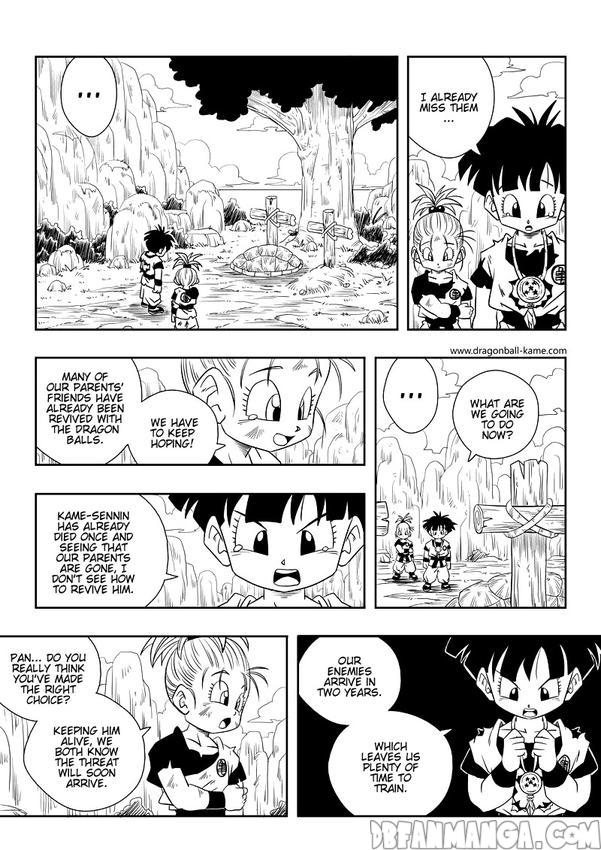 ...
I ALREADY
MISS THEM
...
www.dragonball-kame.com
MANY OF
OUR PARENTS'
FRIENDS HAVE
ALREADY BEEN
REVIVED WITH
THE DRAGON
BALLS.
WE HAVE
TO KEEP
HOPING!
...
WHAT ARE
WE GOING
TO DO
NOW?
KAME-SENNIN
HAS ALREADY
DIED ONCE AND
SEEING THAT
OUR PARENTS
ARE GONE, I
DON'T SEE HOW
TO REVIVE HIM.
PAN... DO YOU
REALLY THINK
YOU'VE MADE
THE RIGHT
CHOICE?
KEEPING HIM
ALIVE, WE
BOTH KNOW
THE THREAT
WILL SOON
ARRIVE.
OUR
ENEMIES
ARRIVE IN
TWO YEARS.
WHICH
LEAVES US
PLENTY OF
TIME TO
TRAIN.
DBFANMANGA.COM